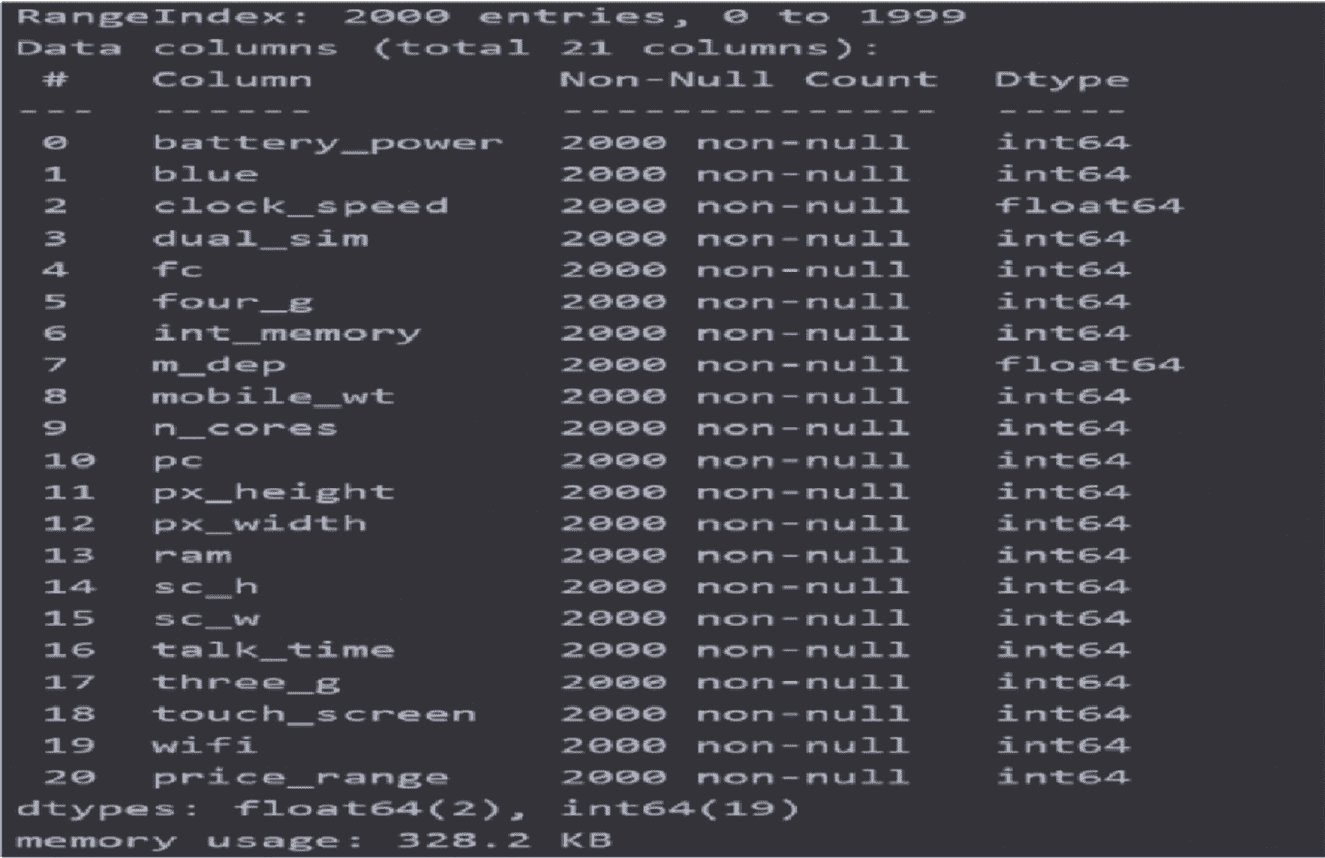 RangeIndex: 2000 entries, 0 to 1999
Data columns (total 21 columns):
 #   Column         Non-Null Count  Dtype
---  ------         --------------  -----
 0   battery_power  2000 non-null   int64
 1   blue           2000 non-null   int64
 2   clock_speed    2000 non-null   float64
 3   dual_sim       2000 non-null   int64
 4   fc             2000 non-null   int64
 5   four_g         2000 non-null   int64
 6   int_memory     2000 non-null   int64
 7   m_dep          2000 non-null   float64
 8   mobile_wt      2000 non-null   int64
 9   n_cores        2000 non-null   int64
 10  pc             2000 non-null   int64
 11  px_height      2000 non-null   int64
 12  px_width       2000 non-null   int64
 13  ram            2000 non-null   int64
 14  sc_h           2000 non-null   int64
 15  sc_w           2000 non-null   int64
 16  talk_time      2000 non-null   int64
 17  three_g        2000 non-null   int64
 18  touch_screen   2000 non-null   int64
 19  wifi           2000 non-null   int64
 20  price_range    2000 non-null   int64
dtypes: float64(2), int64(19)
memory usage: 328.2 KB